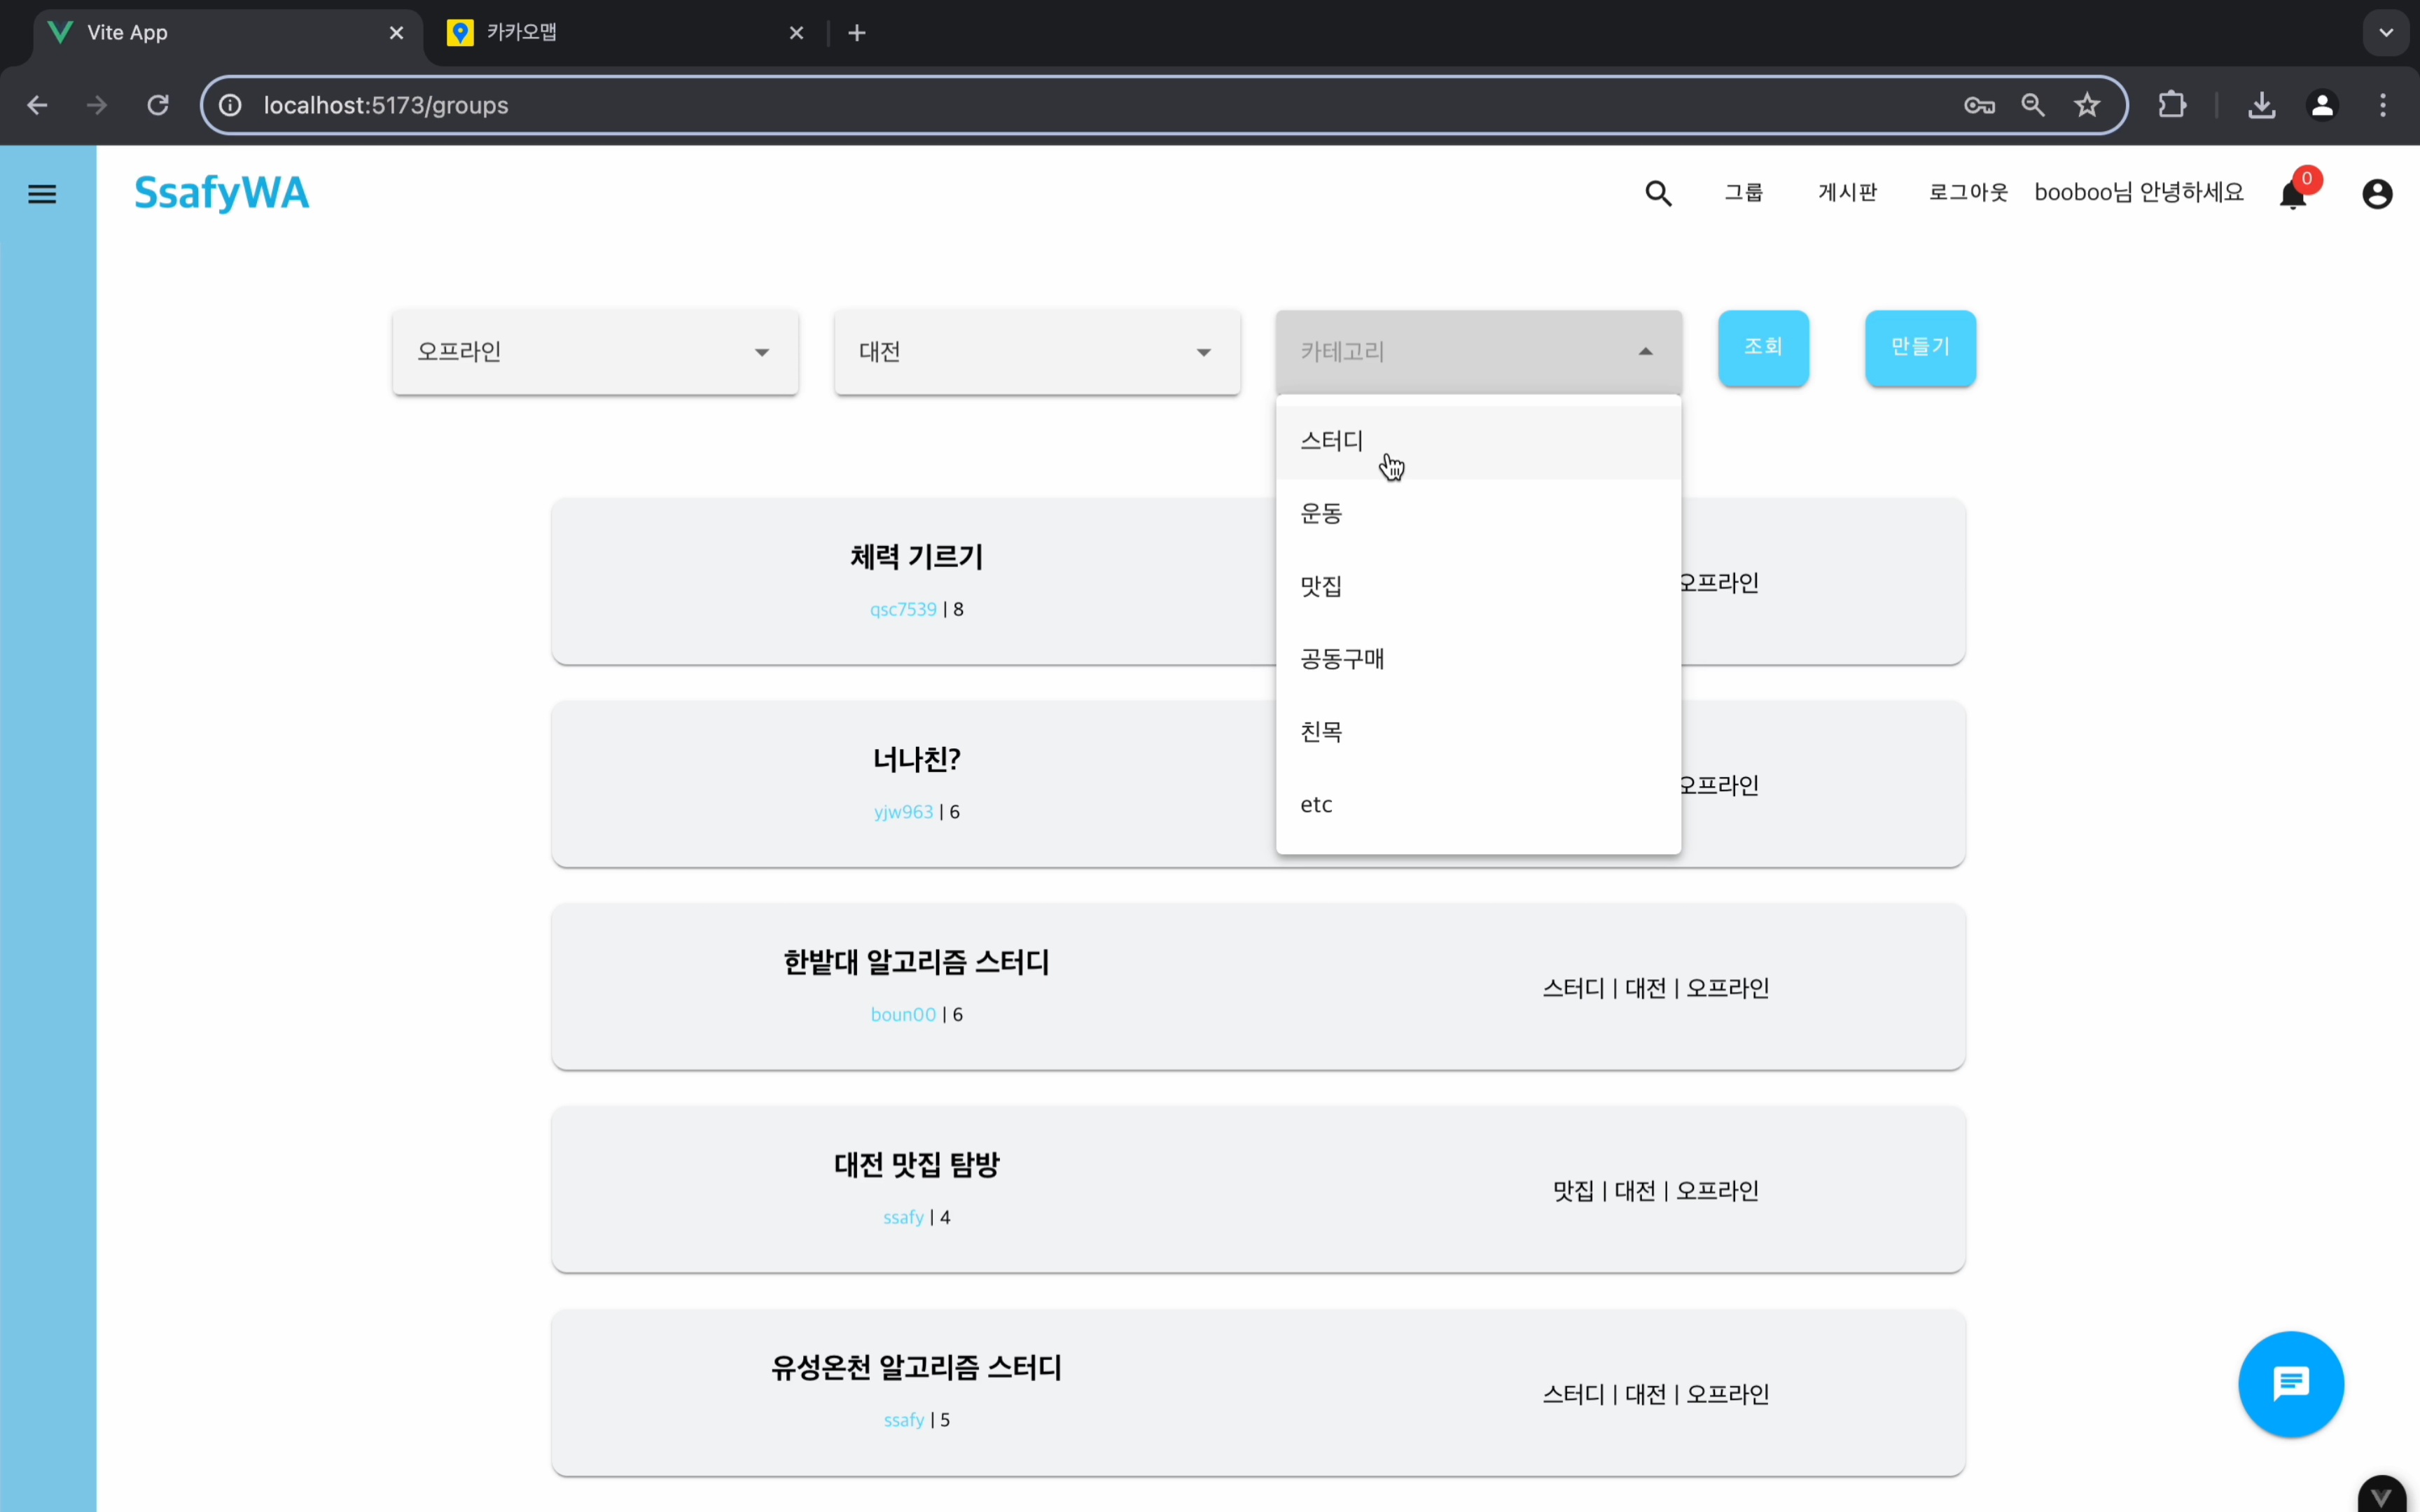 Vite App
카카오맵
localhost:5173/groups
SsafyWA
그룹
게시판
로그아웃
booboo님 안녕하세요
0
오프라인
대전
카테고리
조회
만들기
스터디
운동
맛집
공동구매
친목
etc
체력 기르기
qsc7539 | 8
오프라인
너나친?
yjw963 | 6
오프라인
한밭대 알고리즘 스터디
boun00 | 6
스터디 | 대전 | 오프라인
대전 맛집 탐방
ssafy | 4
맛집 | 대전 | 오프라인
유성온천 알고리즘 스터디
ssafy | 5
스터디 | 대전 | 오프라인